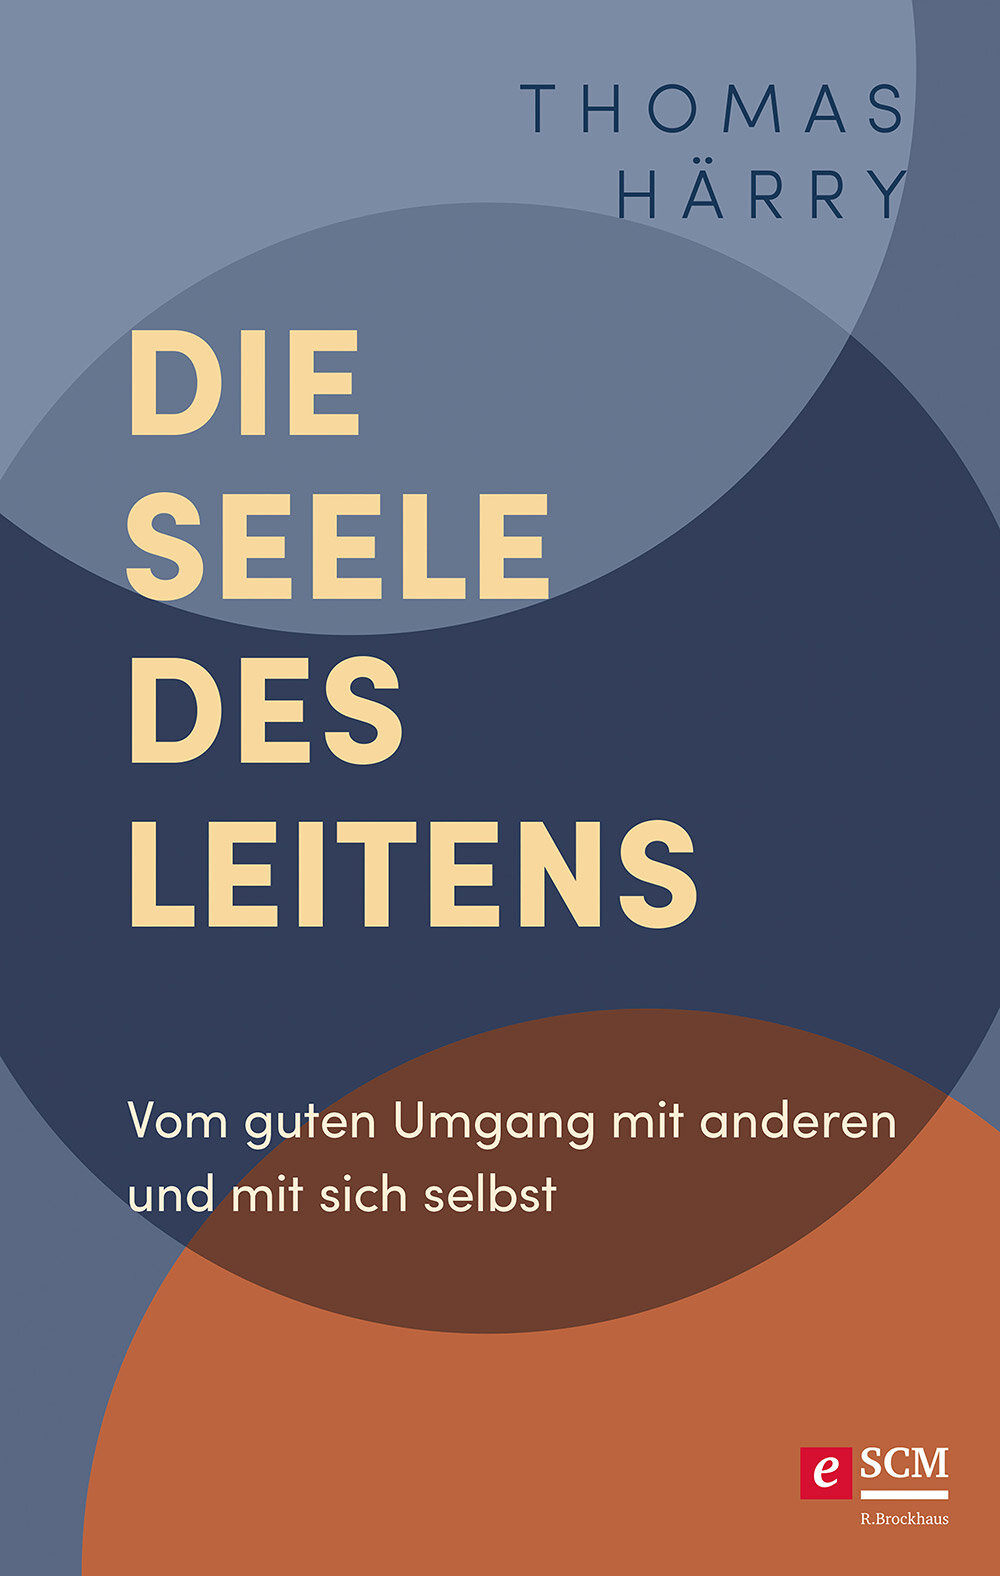 THOMAS
HÄRRY
DIE
SEELE
DES
LEITENS
Vom guten Umgang mit anderen
und mit sich selbst
e SCM
R.Brockhaus